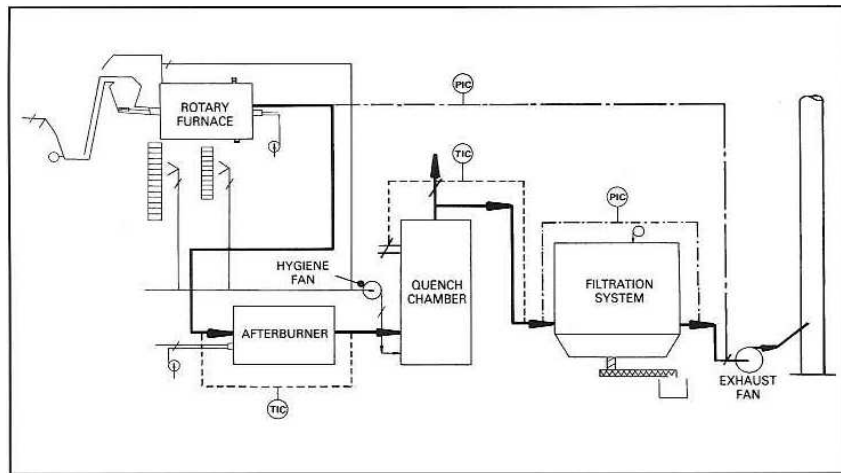 PIC
ROTARY
FURNACE
TIC
PIC
HYGIENE
FAN
QUENCH
CHAMBER
FILTRATION
SYSTEM
AFTERBURNER
EXHAUST
FAN
TIC